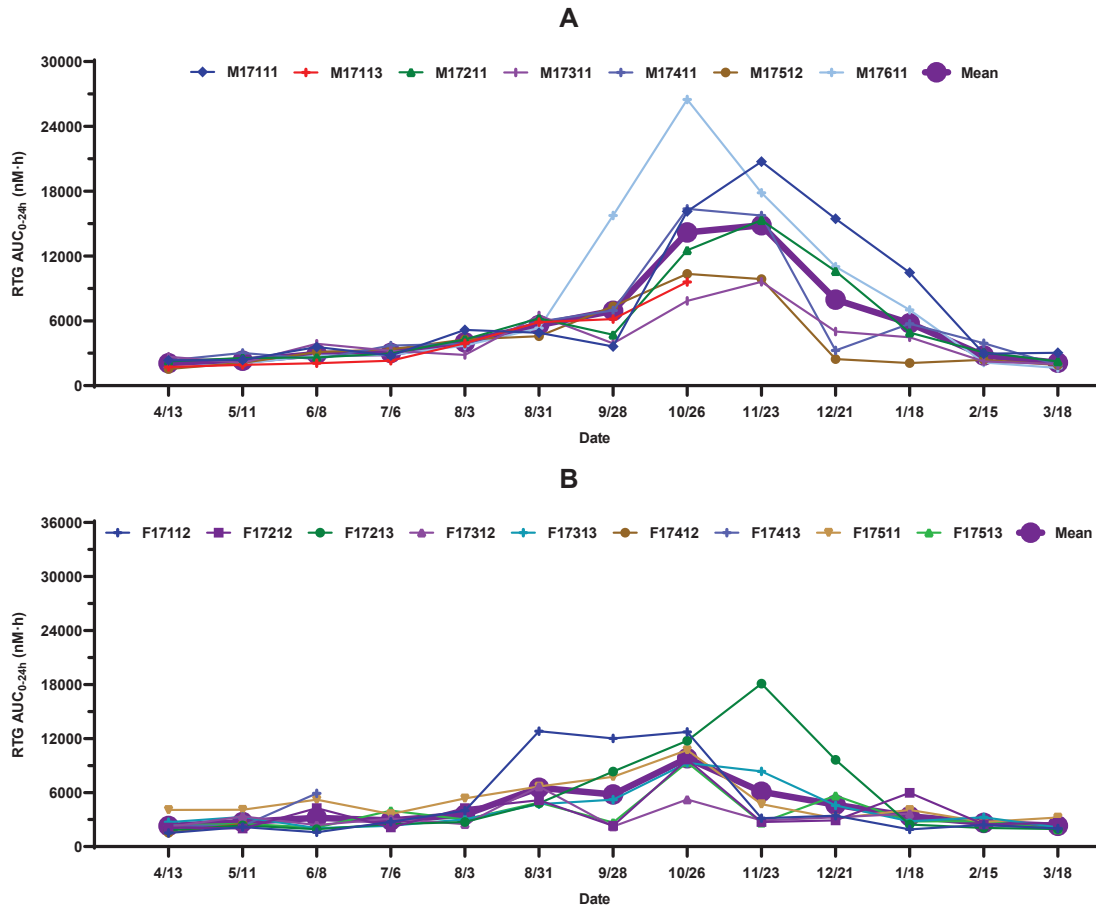 A
30000
24000
18000
12000
6000
0
RTG AUC0-24h (nM·h)
M17111 M17113 M17211 M17311 M17411 M17512 M17611 Mean
4/13 5/11 6/8 7/6 8/3 8/31 9/28 10/26 11/23 12/21 1/18 2/15 3/18
Date
B
36000
30000
24000
18000
12000
6000
0
RTG AUC0-24h (nM·h)
F17112 F17212 F17213 F17312 F17313 F17412 F17413 F17511 F17513 Mean
4/13 5/11 6/8 7/6 8/3 8/31 9/28 10/26 11/23 12/21 1/18 2/15 3/18
Date